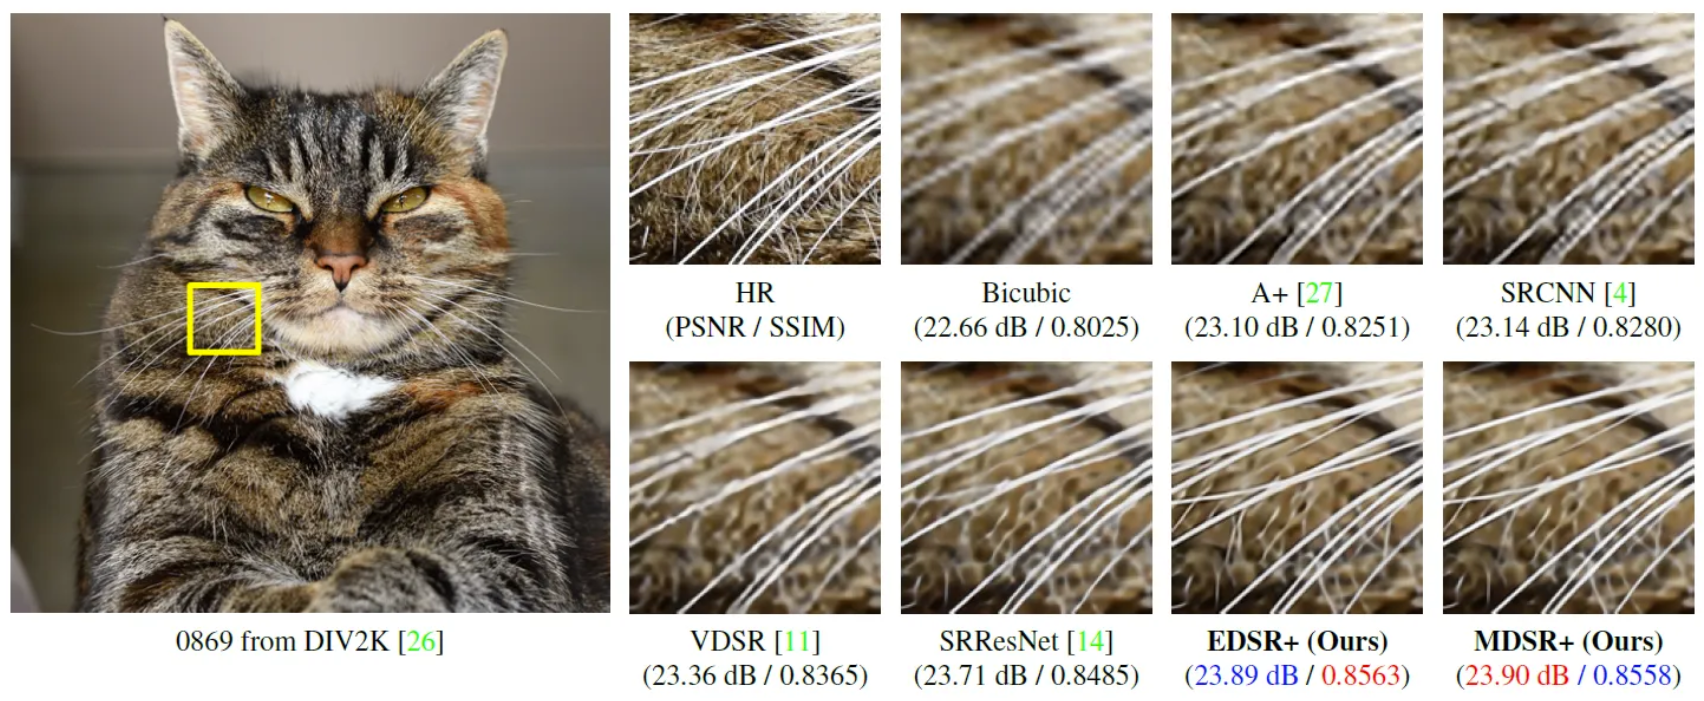 HR
(PSNR / SSIM)
Bicubic
(22.66 dB / 0.8025)
A+ [27]
(23.10 dB / 0.8251)
SRCNN [4]
(23.14 dB / 0.8280)
0869 from DIV2K [26]
VDSR [11]
(23.36 dB / 0.8365)
SRResNet [14]
(23.71 dB / 0.8485)
EDSR+ (Ours)
(23.89 dB / 0.8563)
MDSR+ (Ours)
(23.90 dB / 0.8558)